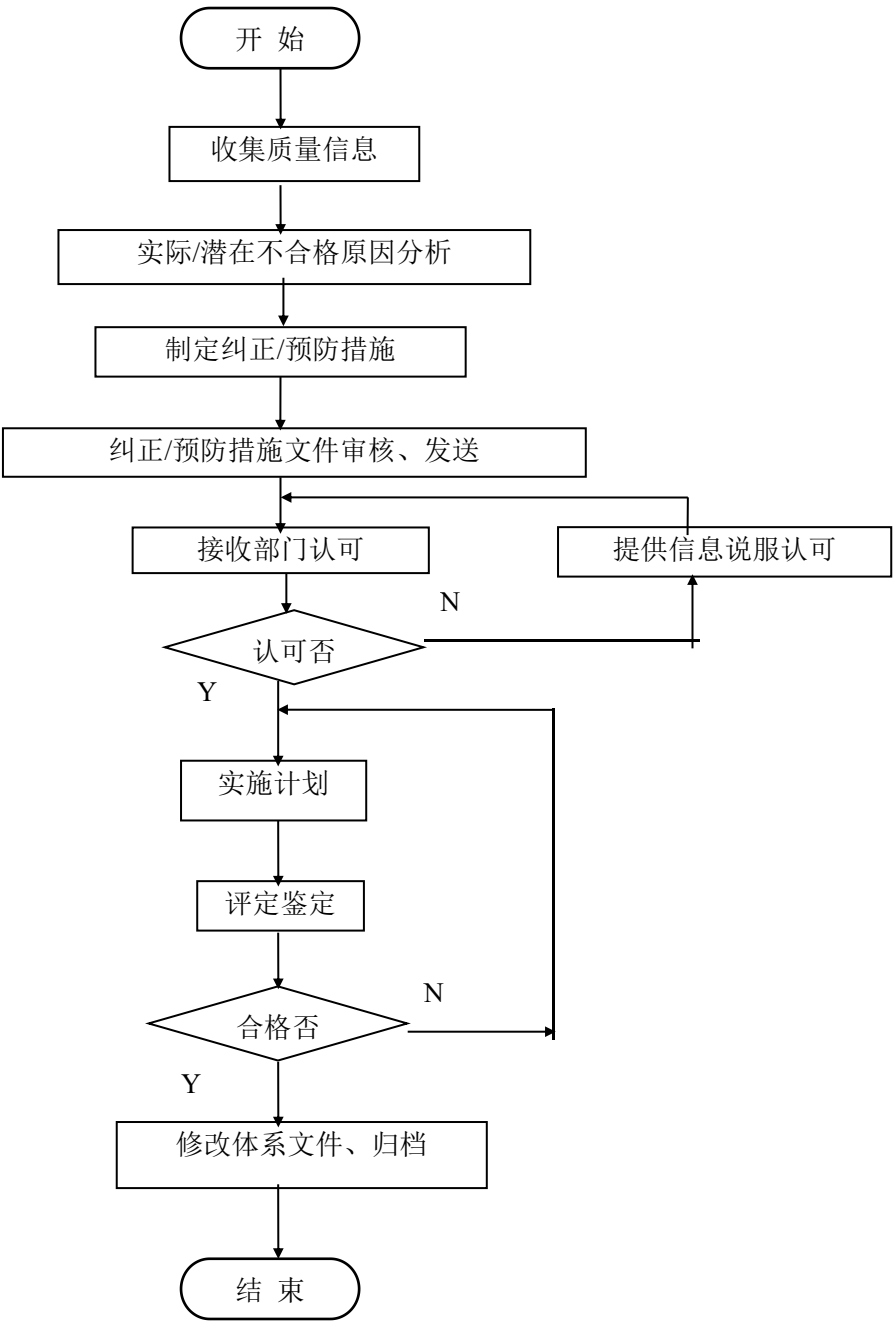 开 始
收集质量信息
实际/潜在不合格原因分析
制定纠正/预防措施
纠正/预防措施文件审核、发送
接收部门认可
提供信息说服认可
N
认可否
Y
实施计划
评定鉴定
N
合格否
Y
修改体系文件、归档
结 束